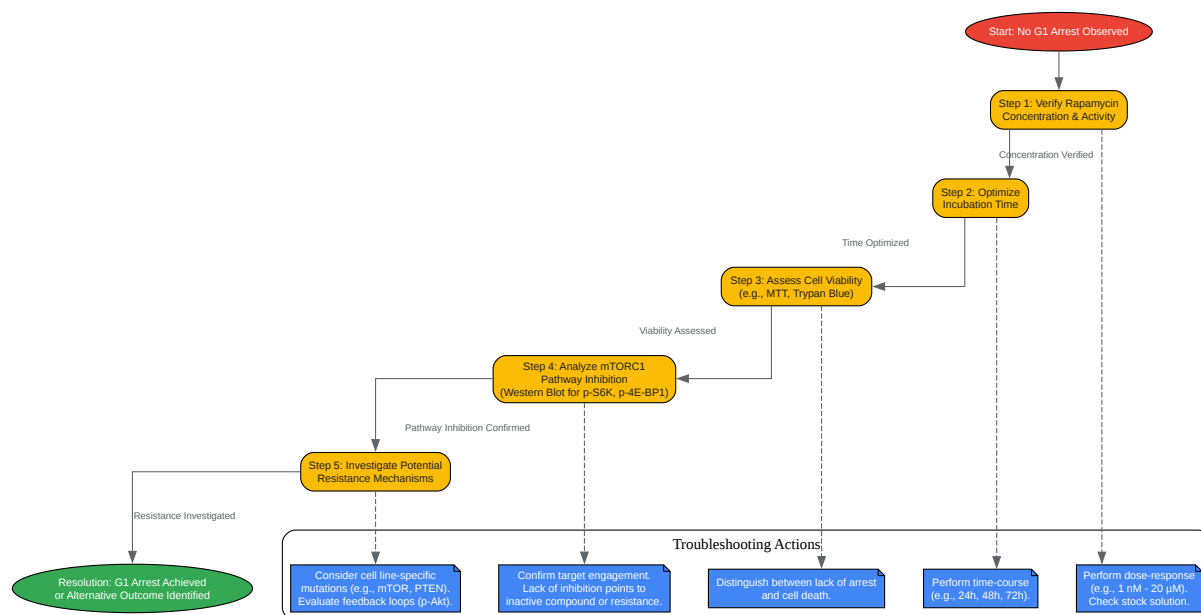 Start: No G1 Arrest Observed
Step 1: Verify Rapamycin
Concentration & Activity
Concentration Verified
Step 2: Optimize
Incubation Time
Time Optimized
Step 3: Assess Cell Viability
(e.g., MTT, Trypan Blue)
Viability Assessed
Step 4: Analyze mTORC1
Pathway Inhibition
(Western Blot for p-S6K, p-4E-BP1)
Pathway Inhibition Confirmed
Step 5: Investigate Potential
Resistance Mechanisms
Resistance Investigated
Resolution: G1 Arrest Achieved
or Alternative Outcome Identified
Troubleshooting Actions
Consider cell line-specific
mutations (e.g., mTOR, PTEN).
Evaluate feedback loops (p-Akt).
Confirm target engagement.
Lack of inhibition points to
inactive compound or resistance.
Distinguish between lack of arrest
and cell death.
Perform time-course
(e.g., 24h, 48h, 72h).
Perform dose-response
(e.g., 1 nM - 20 µM).
Check stock solution.